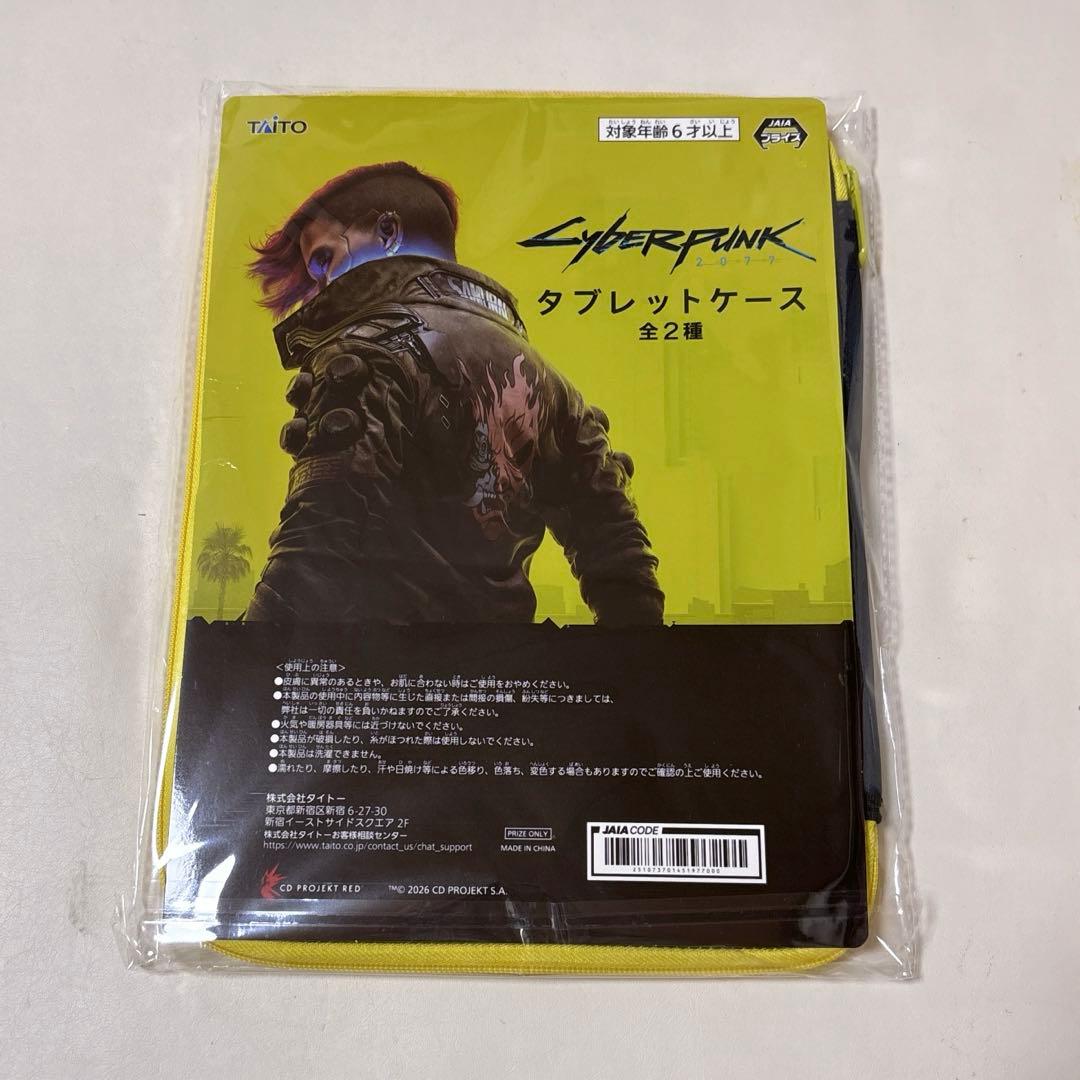 TAITO
対象年齢6才以上
JAIA
プライズ
CYBERPUNK
2077
タブレットケース
全2種
SAMURAI
<使用上の注意>
●皮膚に異常のあるときや、お肌に合わない時はご使用をおやめください。
●本製品の使用中に内容物等に生じた直接または間接の損傷、紛失等につきましては、
弊社は一切の責任を負いかねますのでご了承ください。
●火気や暖房器具等には近づけないでください。
●本製品が破損したり、糸がほつれた際は使用しないでください。
●本製品は洗濯できません。
●濡れたり、摩擦したり、汗や日焼け等による色移り、色落ち、変色する場合もありますのでご確認の上ご使用ください。
株式会社タイトー
東京都新宿区新宿 6-27-30
新宿イーストサイドスクエア 2F
株式会社タイトーお客様相談センター
https://www.taito.co.jp/contact_us/chat_support
PRIZE ONLY
MADE IN CHINA
JAIA CODE
251073701451977000
CD PROJEKT RED
™© 2026 CD PROJEKT S.A.